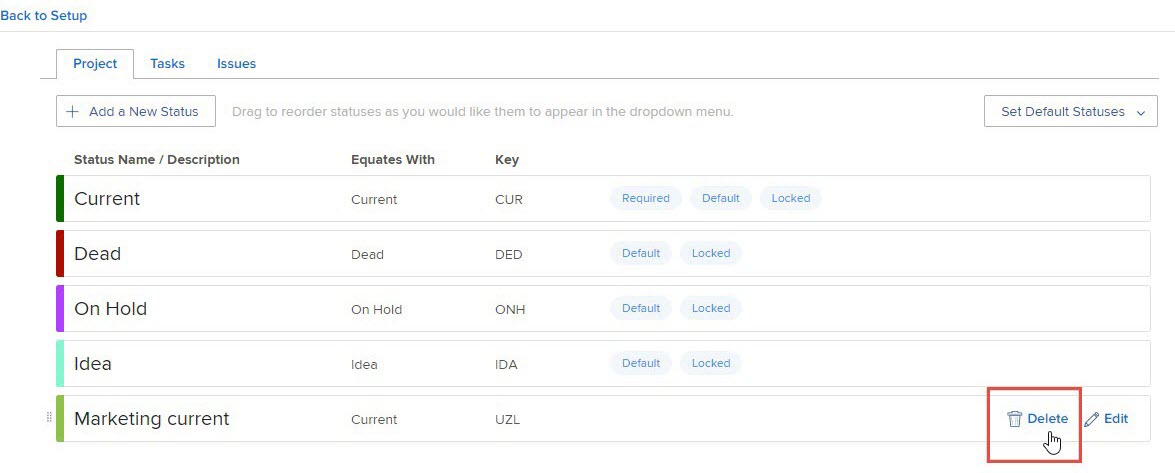 Back to Setup
Project Tasks Issues
Add a New Status Drag to reorder statuses as you would like them to appear in the dropdown menu. Set Default Statuses
Status Name / Description Equates With Key
Current Current CUR Required Default Locked
Dead Dead DED Default Locked
On Hold On Hold ONH Default Locked
Idea Idea IDA Default Locked
Marketing current Current UZL Delete Edit